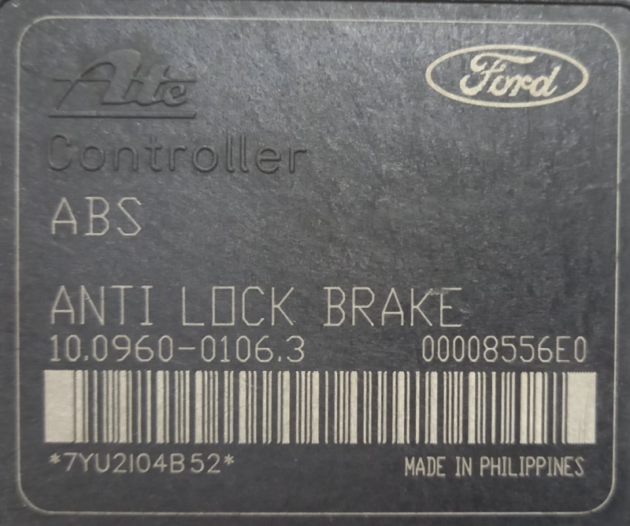 Ate
Ford
Controller
ABS
ANTI LOCK BRAKE
10.0960-0106.3 00008556E0
*7YU2I04B52* MADE IN PHILIPPINES